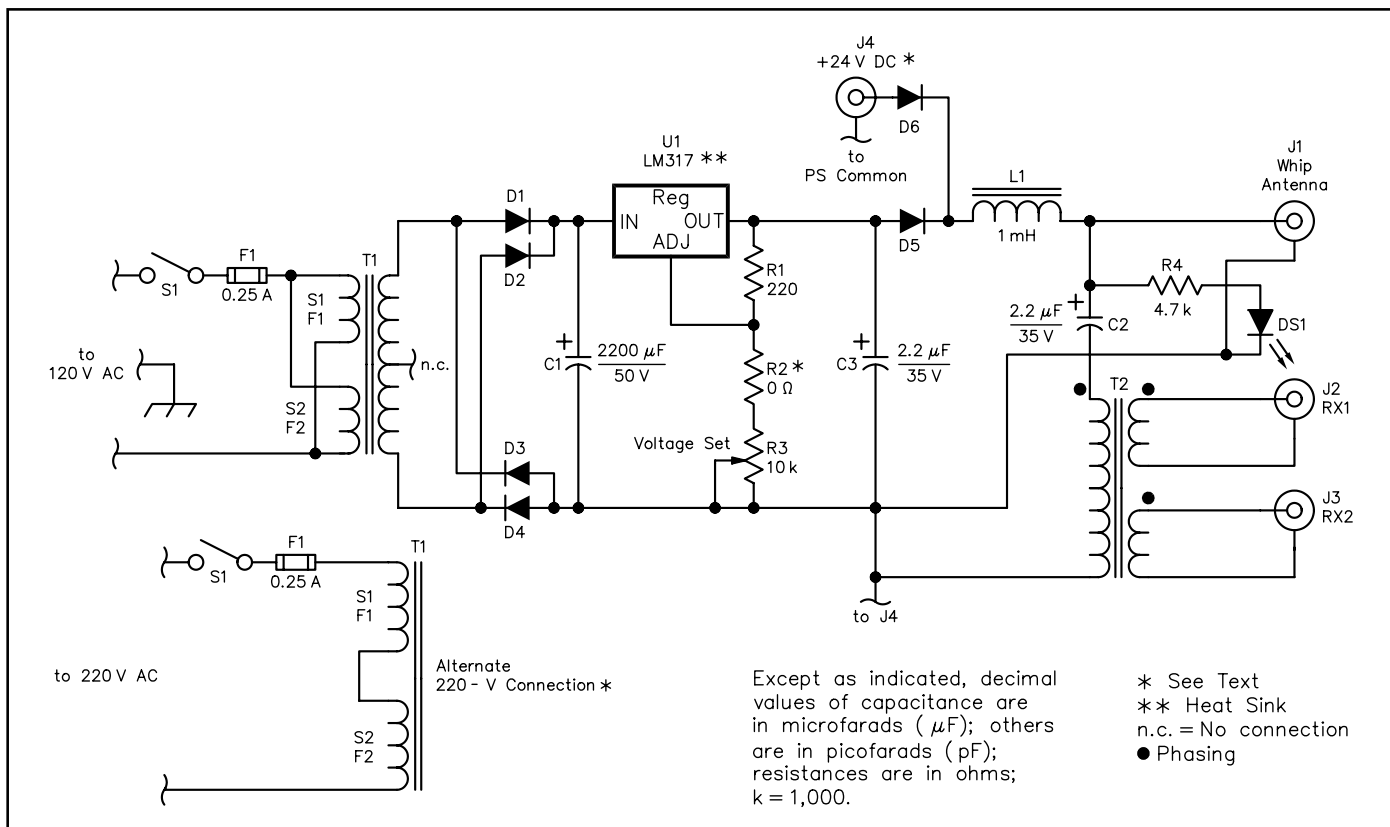 J4
+24 V DC *
D6
to
PS Common
U1
LM317 **
Reg
IN OUT
ADJ
D1
D2
D5
L1
1 mH
J1
Whip
Antenna
S1
F1
0.25 A
S1
F1
T1
n.c.
S2
F2
to
120 V AC
C1
+
2200 µF
50 V
R1
220
R2 *
0 Ω
Voltage Set
R3
10 k
C3
+
2.2 µF
35 V
2.2 µF
35 V
+
C2
R4
4.7 k
DS1
T2
J2
RX1
J3
RX2
D3
D4
to J4
S1
F1
0.25 A
T1
S1
F1
S2
F2
to 220 V AC
Alternate
220 - V Connection *
Except as indicated, decimal
values of capacitance are
in microfarads ( µF); others
are in picofarads ( pF);
resistances are in ohms;
k = 1,000.
* See Text
** Heat Sink
n.c. = No connection
● Phasing